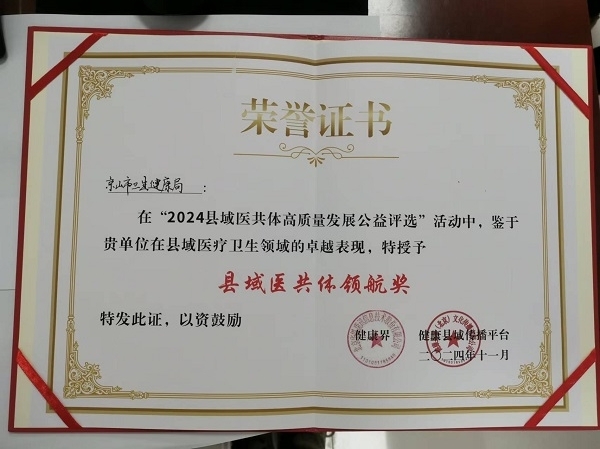 荣誉证书
京山市卫生健康局：
在“2024县域医共体高质量发展公益评选”活动中，鉴于
贵单位在县域医疗卫生领域的卓越表现，特授予
县域医共体领航奖
特发此证，以资鼓励
健康界 健康县域传播平台
二〇二四年十一月